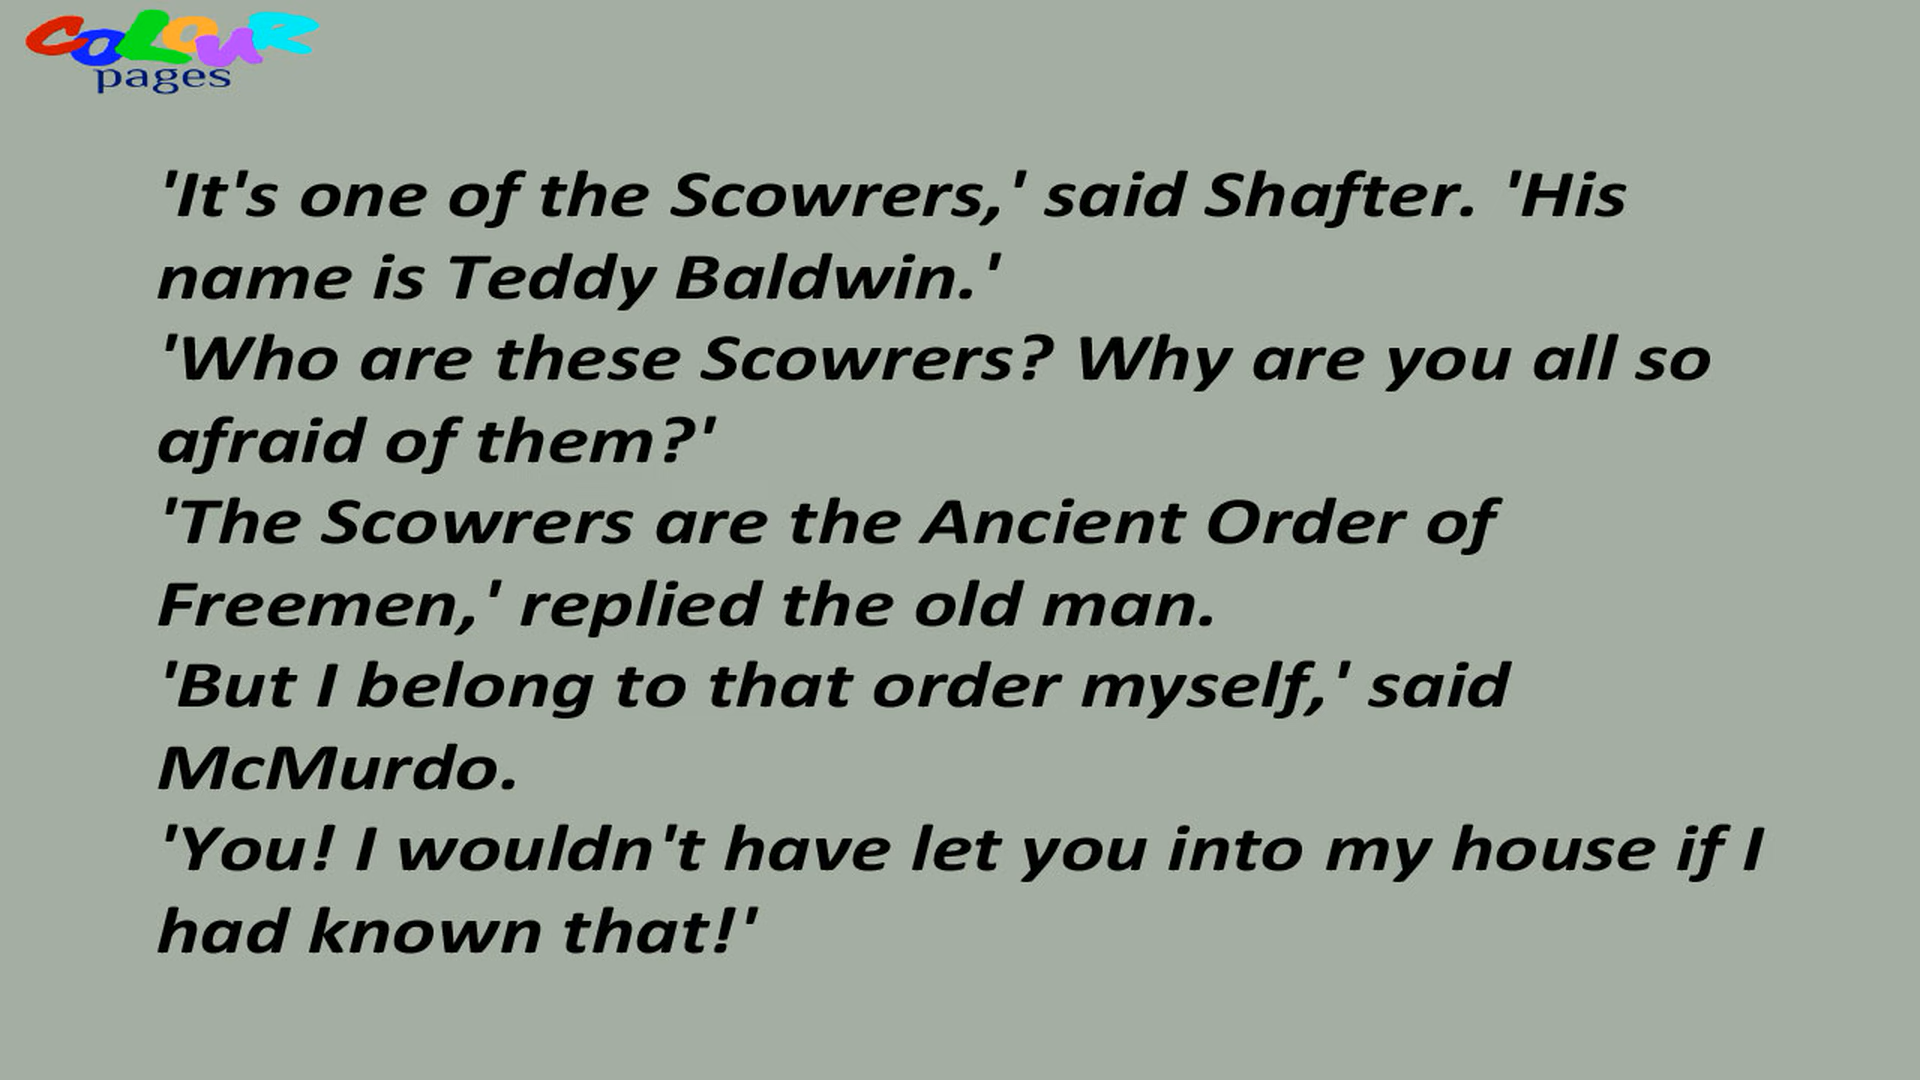 COLOUR
pages
'It's one of the Scowrers,' said Shafter. 'His
name is Teddy Baldwin.'
'Who are these Scowrers? Why are you all so
afraid of them?'
'The Scowrers are the Ancient Order of
Freemen,' replied the old man.
'But I belong to that order myself,' said
McMurdo.
'You! I wouldn't have let you into my house if I
had known that!'